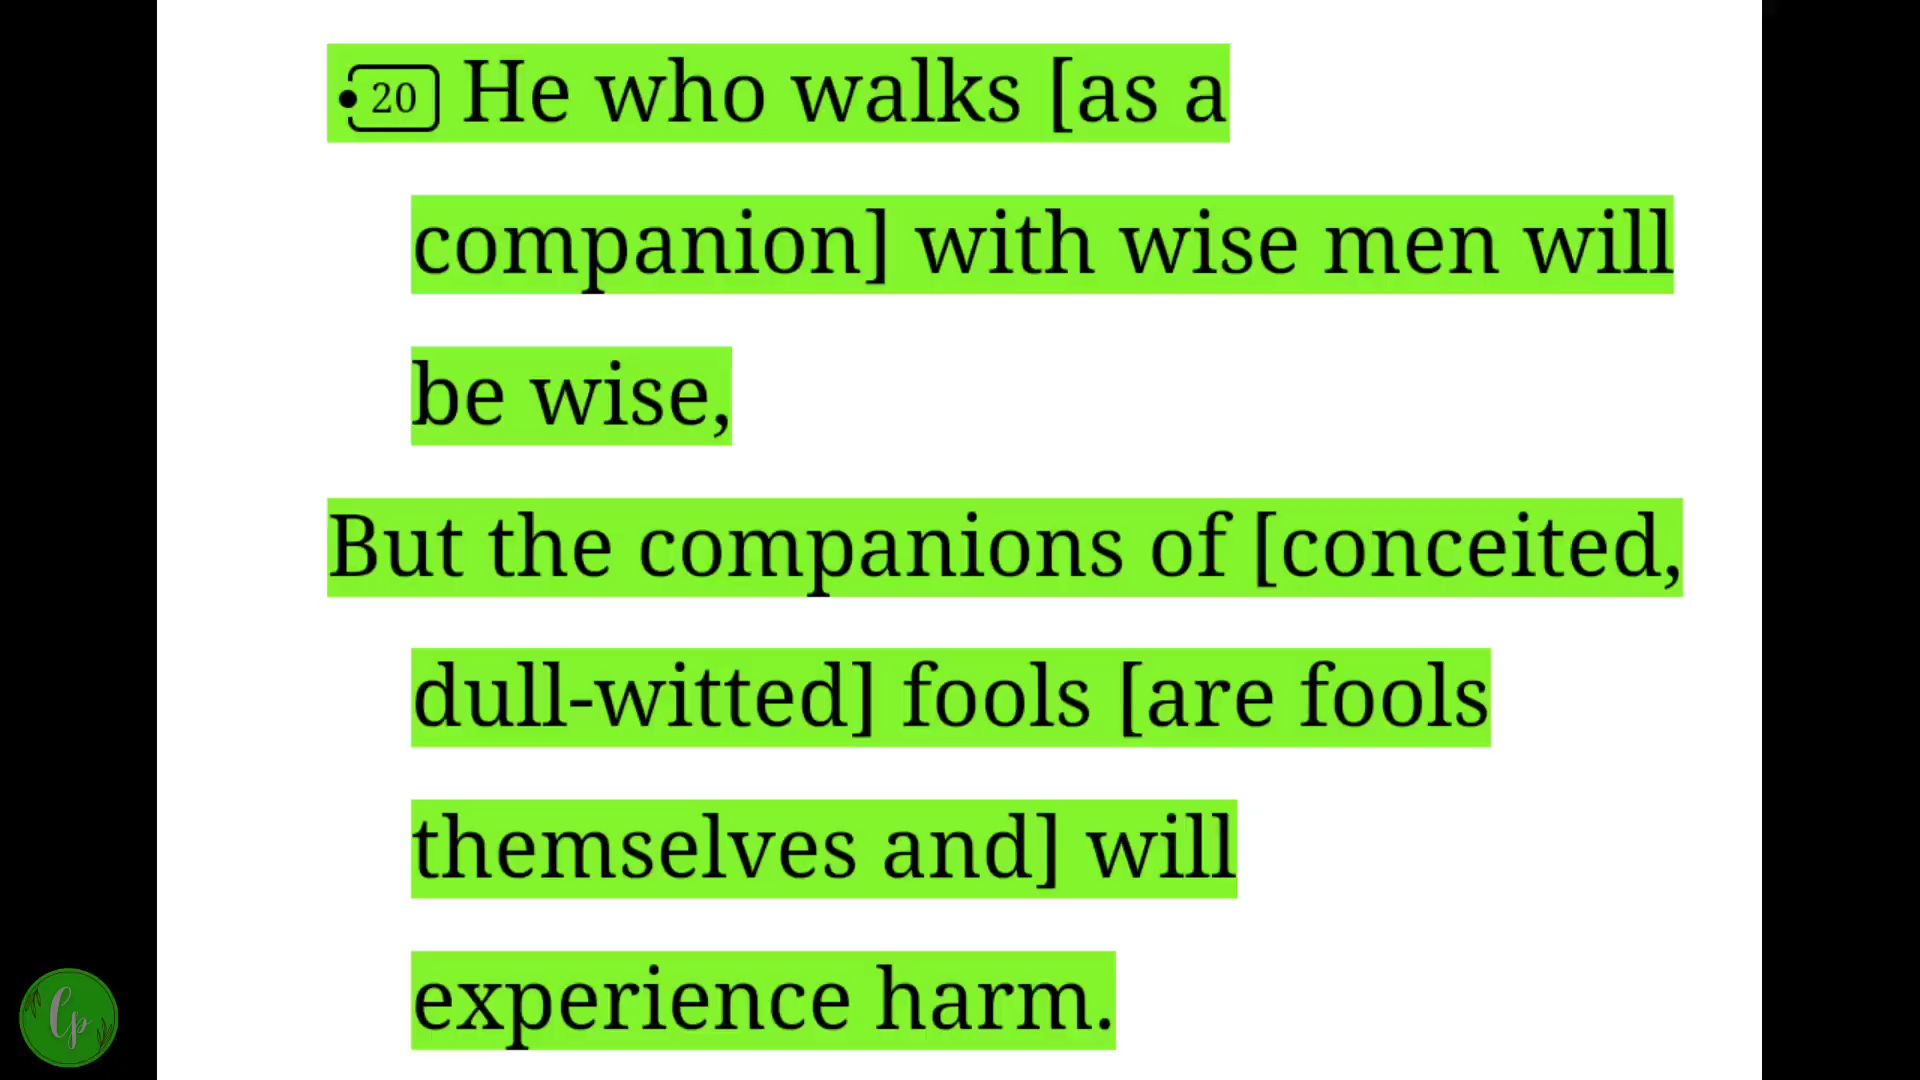 20 He who walks [as a
companion] with wise men will
be wise,
But the companions of [conceited,
dull-witted] fools [are fools
themselves and] will
experience harm.
Cp